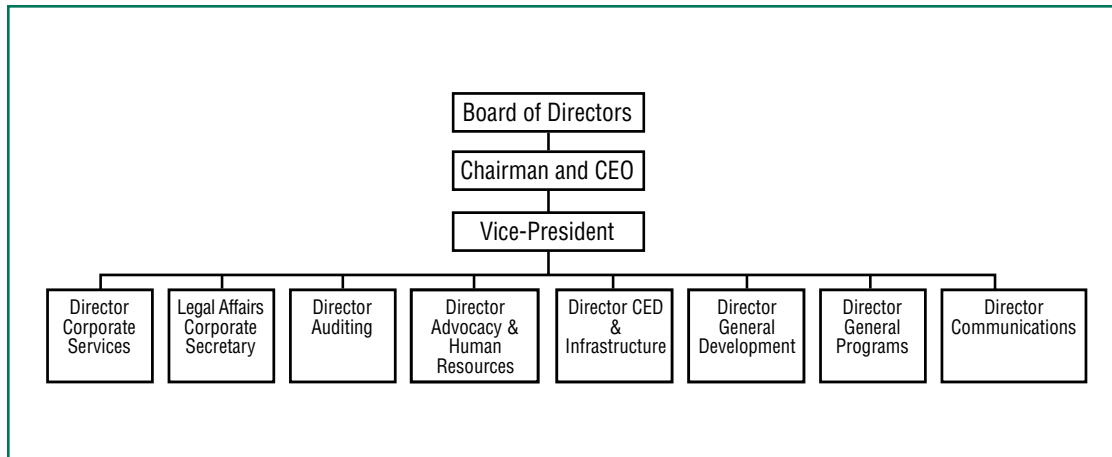 Board of Directors
Chairman and CEO
Vice-President
Director
Corporate
Services
Legal Affairs
Corporate
Secretary
Director
Auditing
Director
Advocacy &
Human
Resources
Director CED
&
Infrastructure
Director
General
Development
Director
General
Programs
Director
Communications